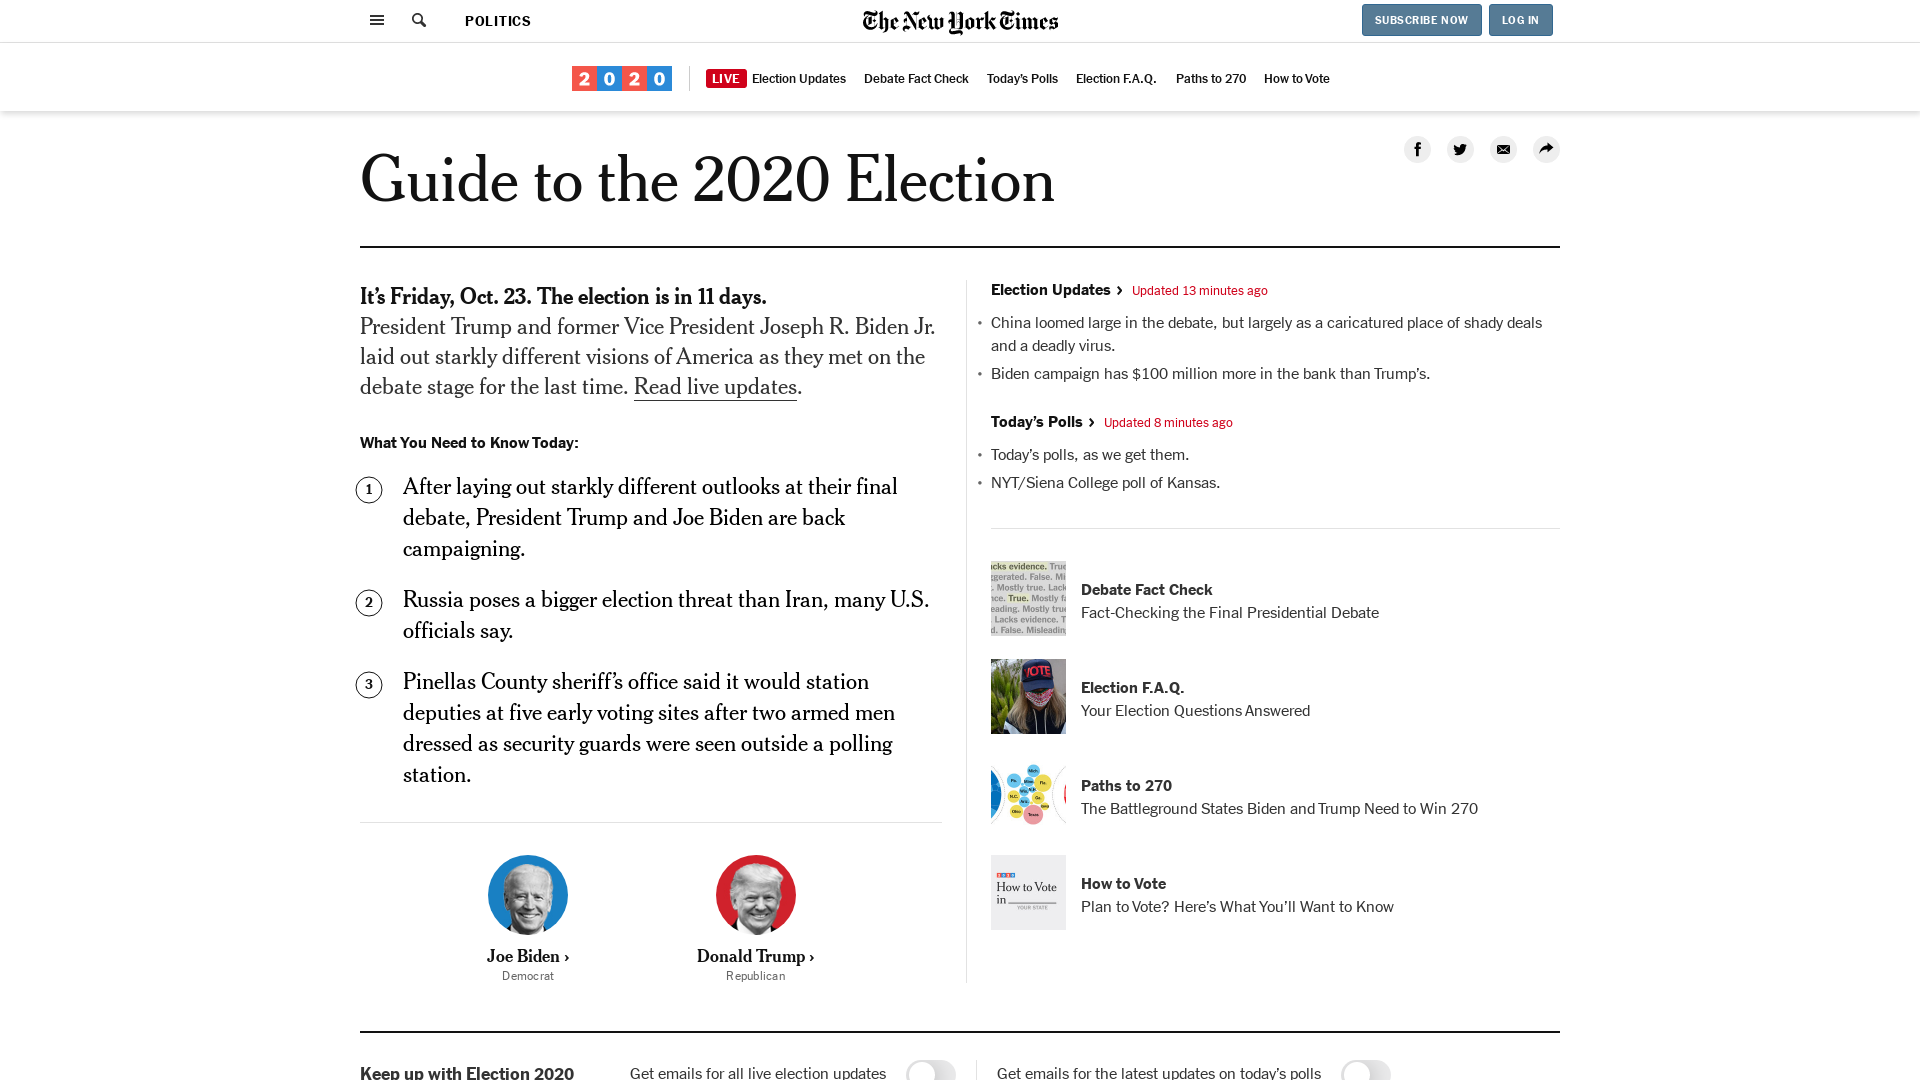 POLITICS
The New York Times
SUBSCRIBE NOW
LOG IN
2020
LIVE Election Updates
Debate Fact Check
Today's Polls
Election F.A.Q.
Paths to 270
How to Vote
Guide to the 2020 Election
It’s Friday, Oct. 23. The election is in 11 days.
President Trump and former Vice President Joseph R. Biden Jr.
laid out starkly different visions of America as they met on the
debate stage for the last time. Read live updates.
What You Need to Know Today:
1 After laying out starkly different outlooks at their final
debate, President Trump and Joe Biden are back
campaigning.
2 Russia poses a bigger election threat than Iran, many U.S.
officials say.
3 Pinellas County sheriff’s office said it would station
deputies at five early voting sites after two armed men
dressed as security guards were seen outside a polling
station.
Joe Biden ›
Democrat
Donald Trump ›
Republican
Election Updates › Updated 13 minutes ago
• China loomed large in the debate, but largely as a caricatured place of shady deals
and a deadly virus.
• Biden campaign has $100 million more in the bank than Trump’s.
Today’s Polls › Updated 8 minutes ago
• Today’s polls, as we get them.
• NYT/Siena College poll of Kansas.
Debate Fact Check
Fact-Checking the Final Presidential Debate
VOTE
Election F.A.Q.
Your Election Questions Answered
Paths to 270
The Battleground States Biden and Trump Need to Win 270
How to Vote
in
YOUR STATE
How to Vote
Plan to Vote? Here’s What You’ll Want to Know
Keep up with Election 2020
Get emails for all live election updates
Get emails for the latest updates on today’s polls